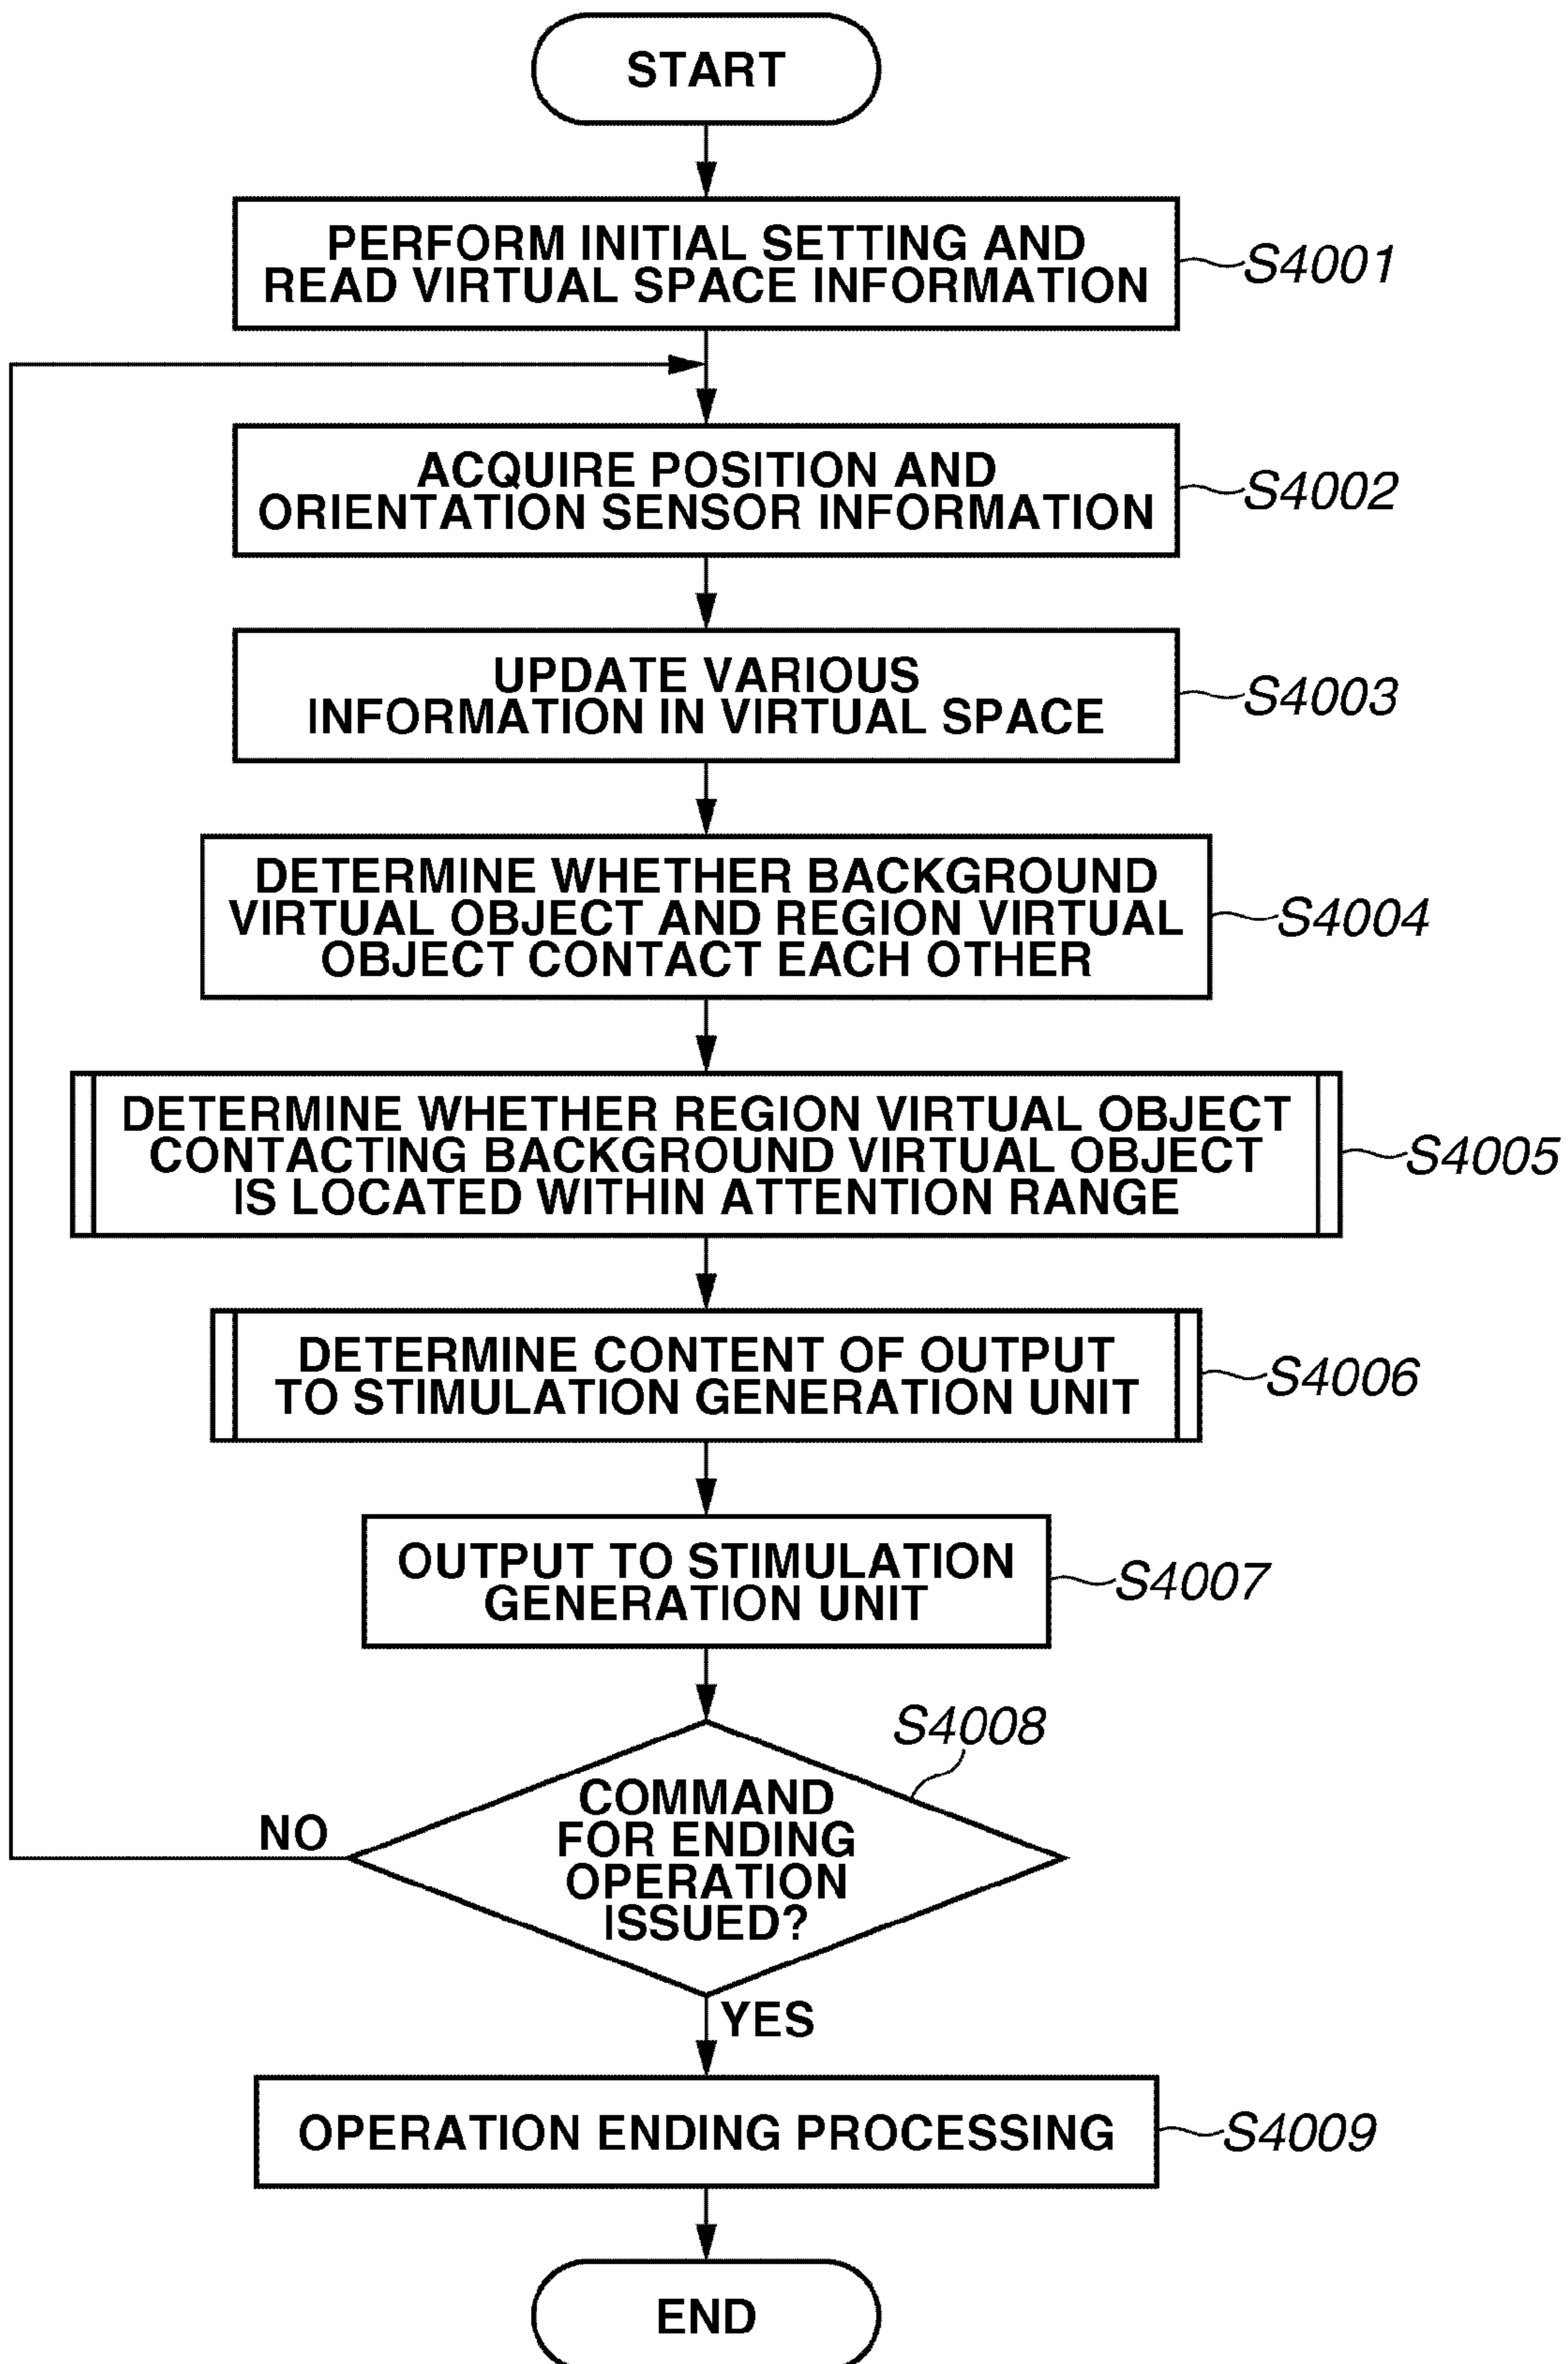 START
PERFORM INITIAL SETTING AND
READ VIRTUAL SPACE INFORMATION
S4001
ACQUIRE POSITION AND
ORIENTATION SENSOR INFORMATION
S4002
UPDATE VARIOUS
INFORMATION IN VIRTUAL SPACE
S4003
DETERMINE WHETHER BACKGROUND
VIRTUAL OBJECT AND REGION VIRTUAL
OBJECT CONTACT EACH OTHER
S4004
DETERMINE WHETHER REGION VIRTUAL OBJECT
CONTACTING BACKGROUND VIRTUAL OBJECT
IS LOCATED WITHIN ATTENTION RANGE
S4005
DETERMINE CONTENT OF OUTPUT
TO STIMULATION GENERATION UNIT
S4006
OUTPUT TO STIMULATION
GENERATION UNIT
S4007
S4008
COMMAND
FOR ENDING
OPERATION
ISSUED?
NO
YES
OPERATION ENDING PROCESSING
S4009
END